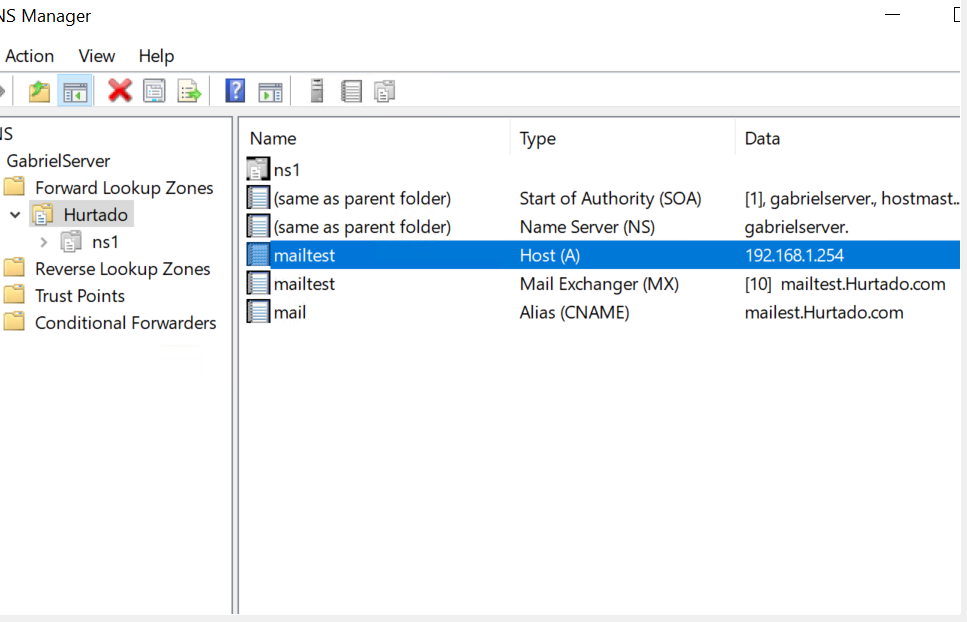 NS Manager
Action View Help
NS
GabrielServer
Forward Lookup Zones
Hurtado
ns1
Reverse Lookup Zones
Trust Points
Conditional Forwarders
Name Type Data
ns1
(same as parent folder) Start of Authority (SOA) [1], gabrielserver., hostmast...
(same as parent folder) Name Server (NS) gabrielserver.
mailtest Host (A) 192.168.1.254
mailtest Mail Exchanger (MX) [10] mailtest.Hurtado.com
mail Alias (CNAME) mailest.Hurtado.com